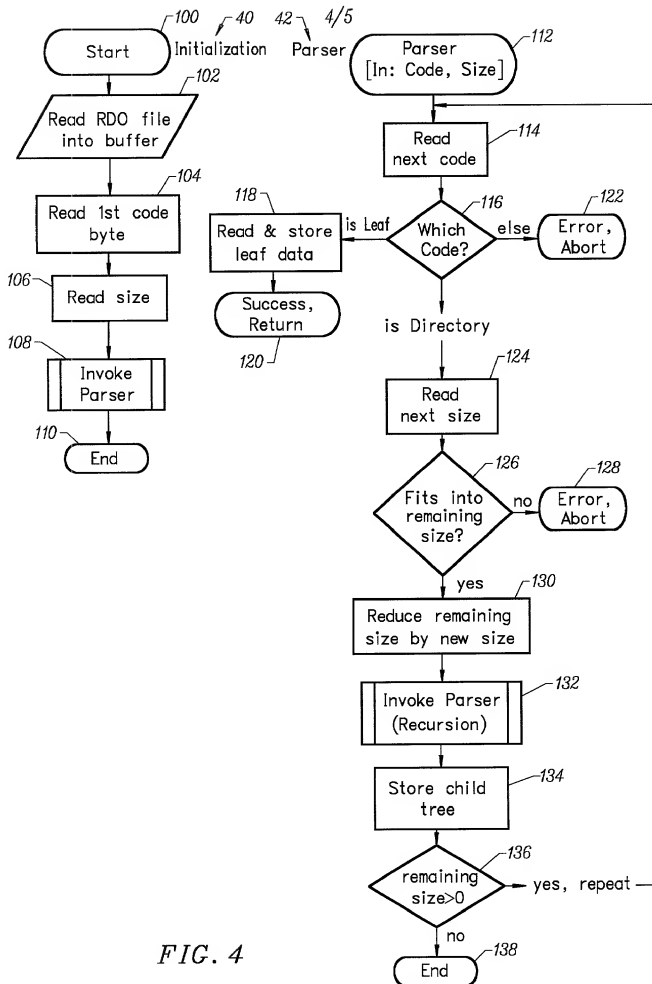 100
Start
Initialization
40
102
Read RDO file
into buffer
104
Read 1st code
byte
106
Read size
108
Invoke
Parser
110
End
42
4/5
Parser
Parser
[In: Code, Size]
112
Read
next code
114
116
Which
Code?
is Leaf
118
Read & store
leaf data
Success,
Return
120
else
122
Error,
Abort
is Directory
124
Read
next size
126
Fits into
remaining
size?
no
128
Error,
Abort
yes
130
Reduce remaining
size by new size
132
Invoke Parser
(Recursion)
134
Store child
tree
136
remaining
size>0
yes, repeat
no
End
138
FIG. 4